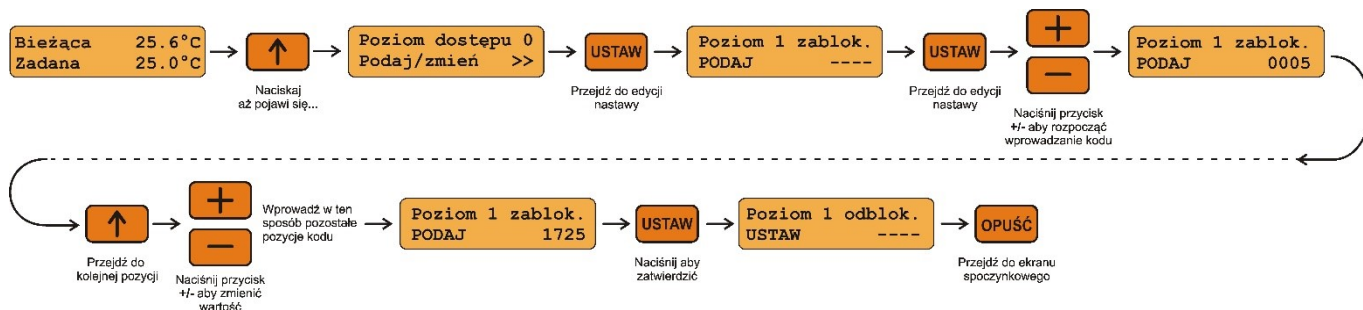 Bieżąca 25.6°C
Zadana 25.0°C
Naciskaj
aż pojawi się...
Poziom dostępu 0
Podaj/zmień >>
USTAW
Przejdź do edycji
nastawy
Poziom 1 zablok.
PODAJ ----
USTAW
Przejdź do edycji
nastawy
+
−
Naciśnij przycisk
+/- aby rozpocząć
wprowadzanie kodu
Poziom 1 zablok.
PODAJ 0005
Przejdź do
kolejnej pozycji
+
−
Naciśnij przycisk
+/- aby zmienić
wartość
Wprowadź w ten
sposób pozostałe
pozycje kodu
Poziom 1 zablok.
PODAJ 1725
USTAW
Naciśnij aby
zatwierdzić
Poziom 1 odblok.
USTAW ----
OPUŚĆ
Przejdź do ekranu
spoczynkowego